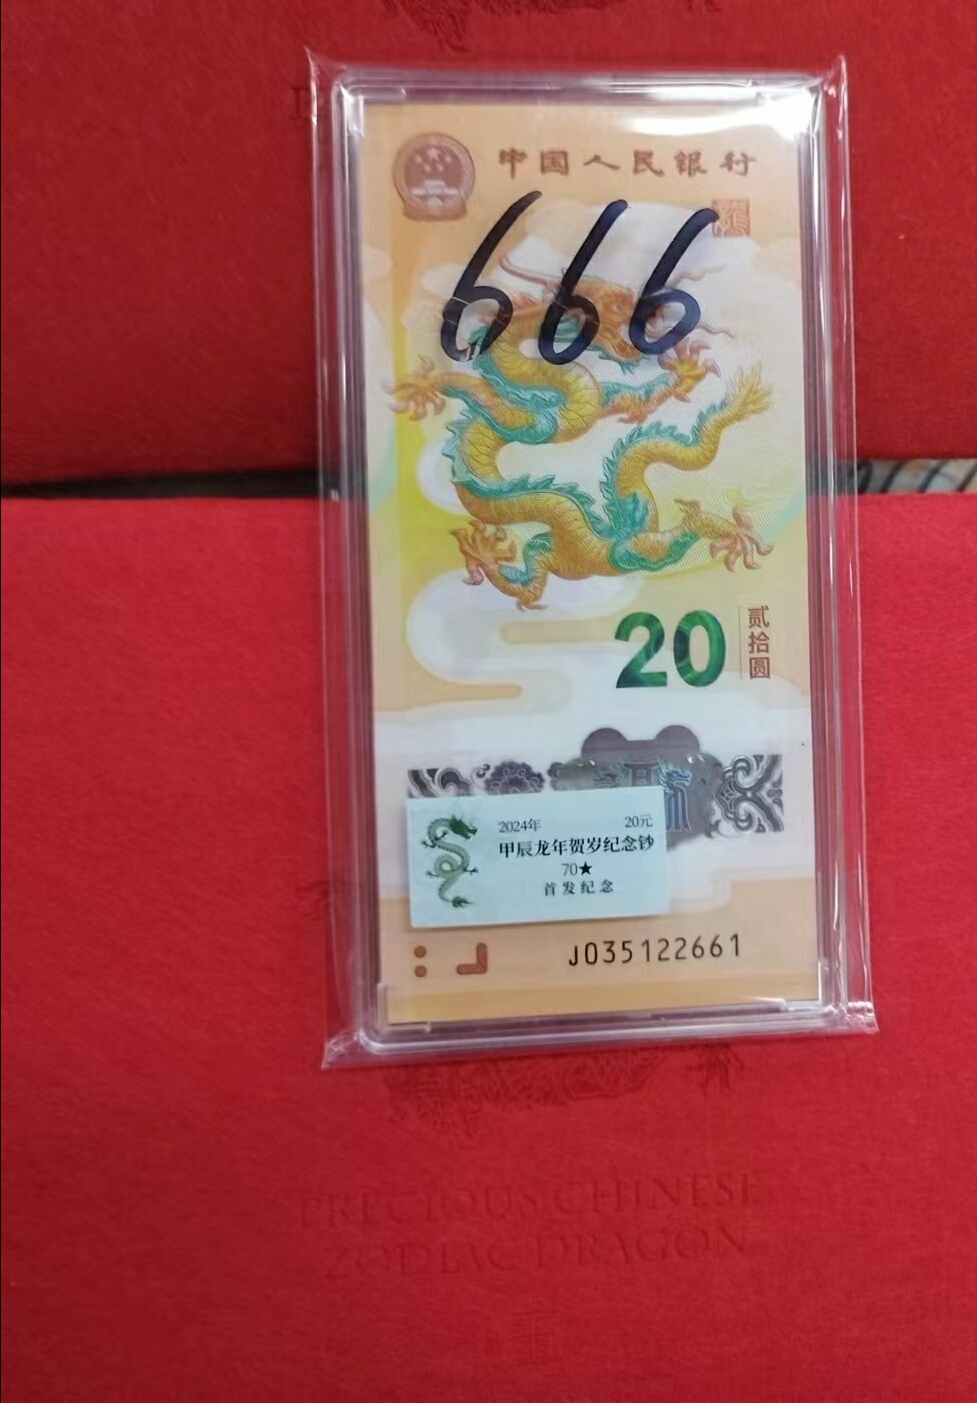 中国人民银行
666
20
贰拾圆
2024年 20元
甲辰龙年贺岁纪念钞
70★
首发纪念
J035122661
PRECIOUS CHINESE
ZODIAC DRAGON